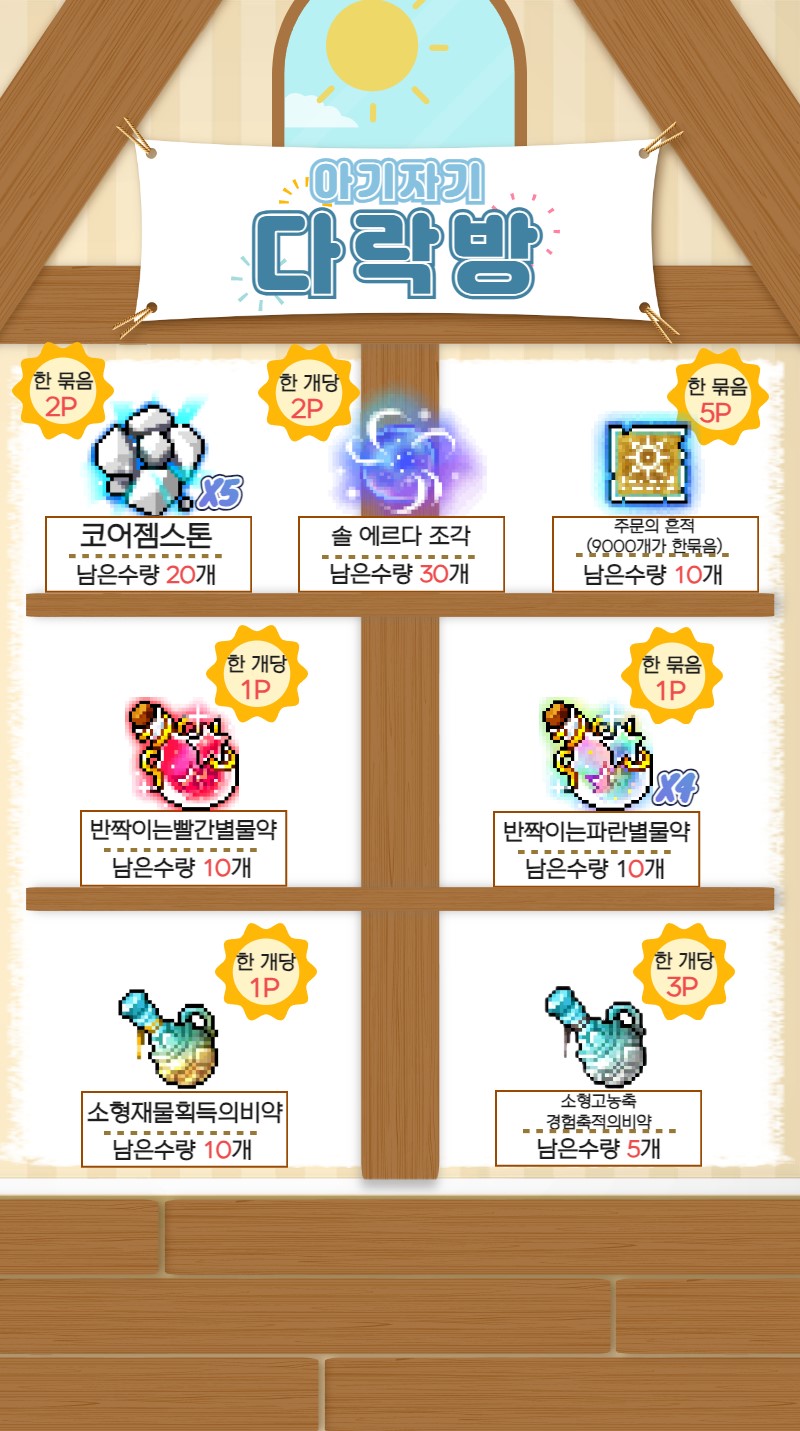 아기자기
다락방
한 묶음
2P
X5
코어젬스톤
남은수량 20개
한 개당
2P
솔 에르다 조각
남은수량 30개
한 묶음
5P
주문의 흔적
(9000개가 한묶음)
남은수량 10개
한 개당
1P
반짝이는빨간별물약
남은수량 10개
한 묶음
1P
X4
반짝이는파란별물약
남은수량 10개
한 개당
1P
소형재물획득의비약
남은수량 10개
한 개당
3P
소형고농축
경험축적의비약
남은수량 5개